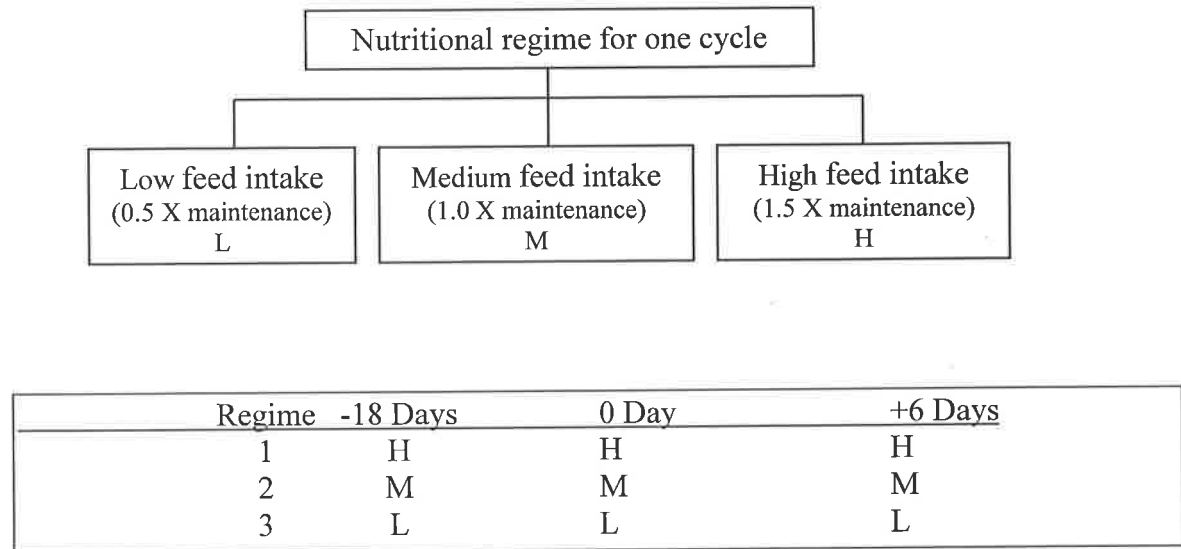 Nutritional regime for one cycle
Low feed intake
(0.5 X maintenance)
L
Medium feed intake
(1.0 X maintenance)
M
High feed intake
(1.5 X maintenance)
H
Regime -18 Days 0 Day +6 Days
1 H H H
2 M M M
3 L L L